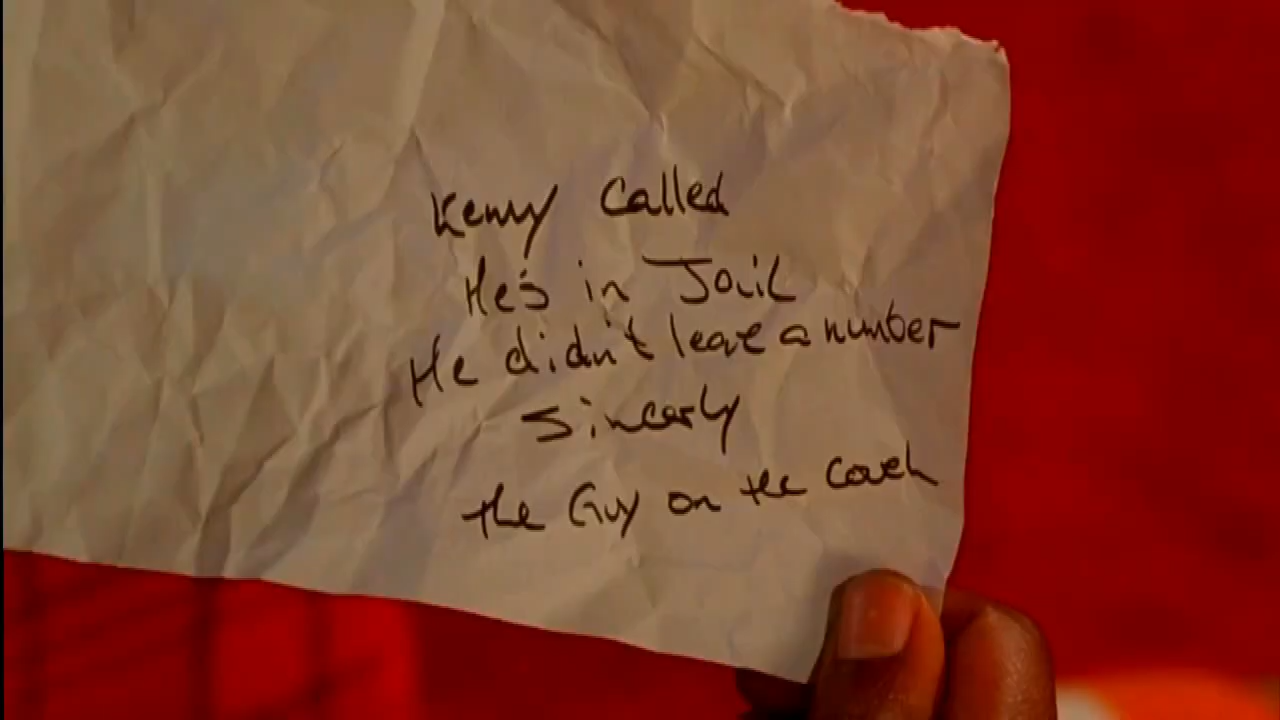 Kenny Called
He's in Jail
He didn't leave a number
Sincerly
the Guy on the Couch